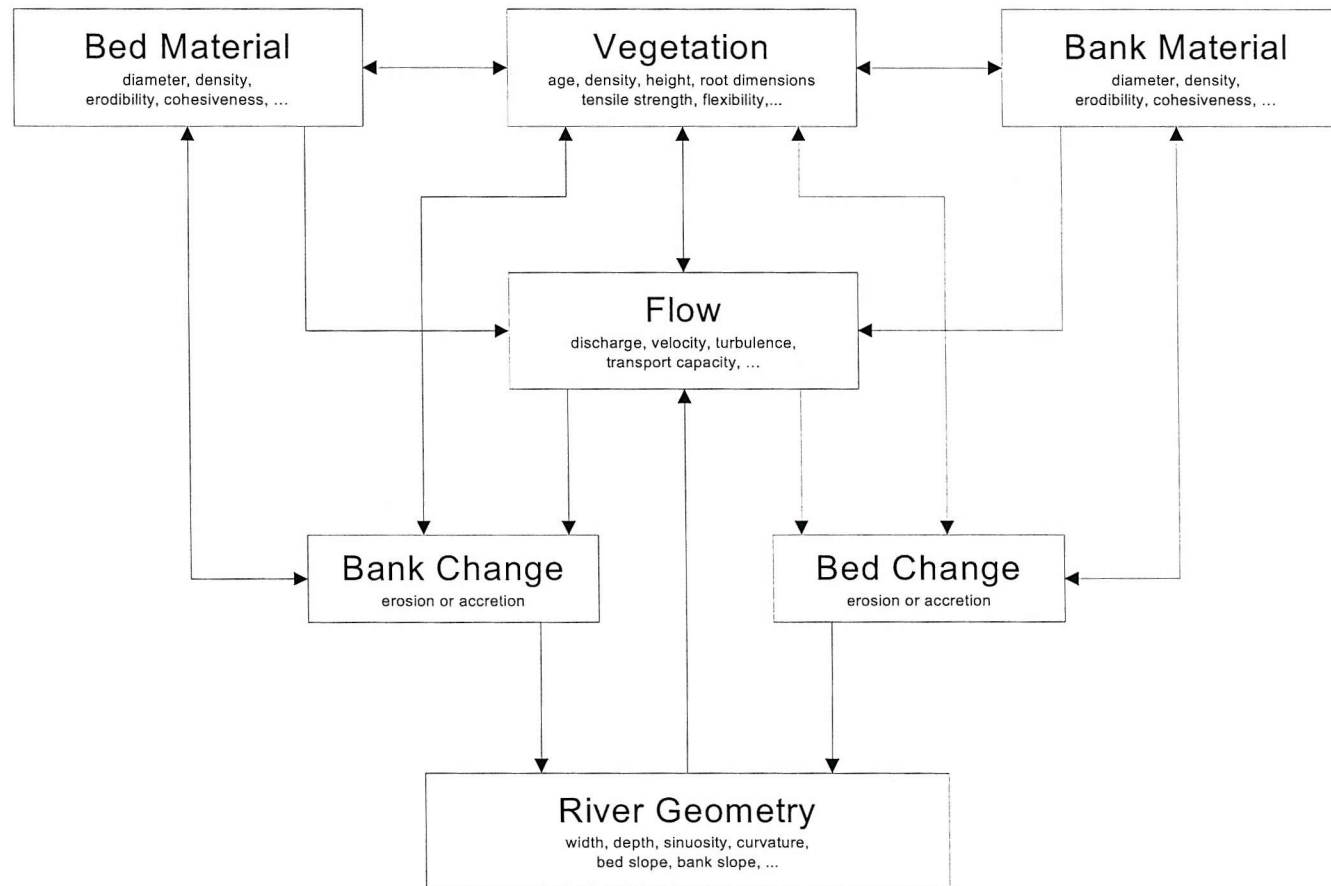 Bed Material
diameter, density,
erodibility, cohesiveness, ...
Vegetation
age, density, height, root dimensions
tensile strength, flexibility,...
Bank Material
diameter, density,
erodibility, cohesiveness, ...
Flow
discharge, velocity, turbulence,
transport capacity, ...
Bank Change
erosion or accretion
Bed Change
erosion or accretion
River Geometry
width, depth, sinuosity, curvature,
bed slope, bank slope, ...